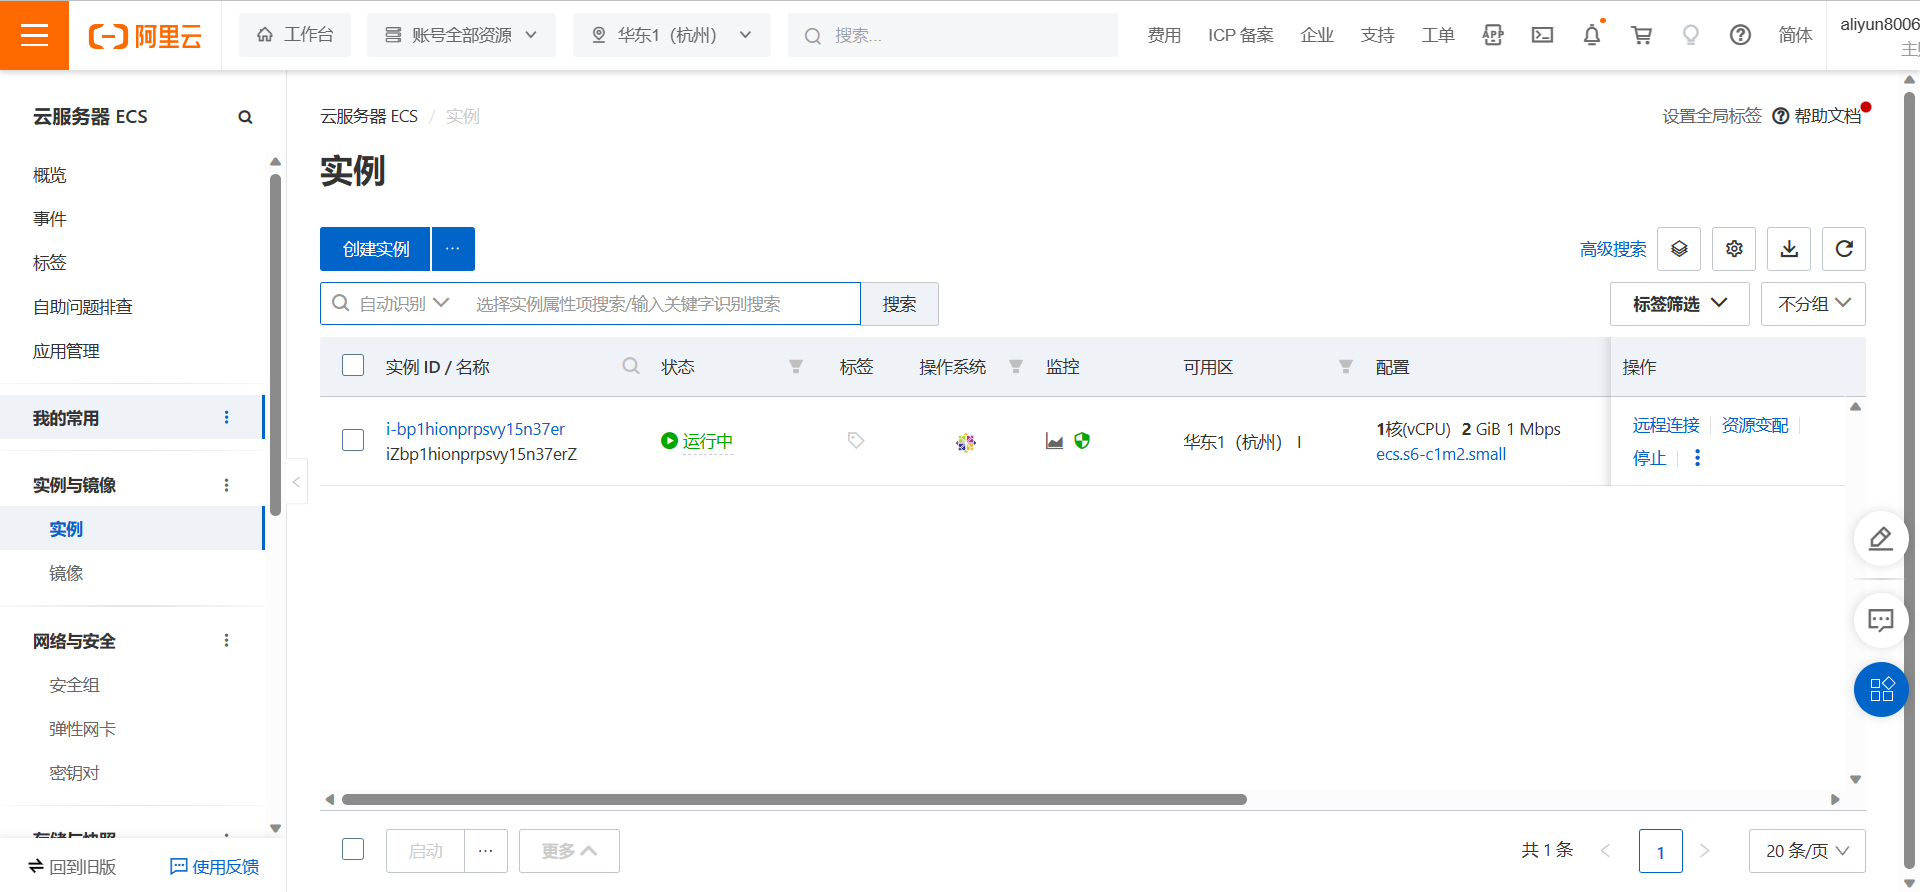 阿里云
工作台
账号全部资源
华东1（杭州）
搜索...
费用
ICP 备案
企业
支持
工单
简体
aliyun8006
云服务器 ECS
概览
事件
标签
自助问题排查
应用管理
我的常用
实例与镜像
实例
镜像
网络与安全
安全组
弹性网卡
密钥对
存储与快照
回到旧版
使用反馈
云服务器 ECS / 实例
设置全局标签
帮助文档
实例
创建实例
···
高级搜索
自动识别
选择实例属性项搜索/输入关键字识别搜索
搜索
标签筛选
不分组
实例 ID / 名称
状态
标签
操作系统
监控
可用区
配置
操作
i-bp1hionprpsvy15n37er
iZbp1hionprpsvy15n37erZ
运行中
华东1（杭州） I
1核(vCPU) 2 GiB 1 Mbps
ecs.s6-c1m2.small
远程连接
资源变配
停止
启动
···
更多
共 1 条
1
20 条/页